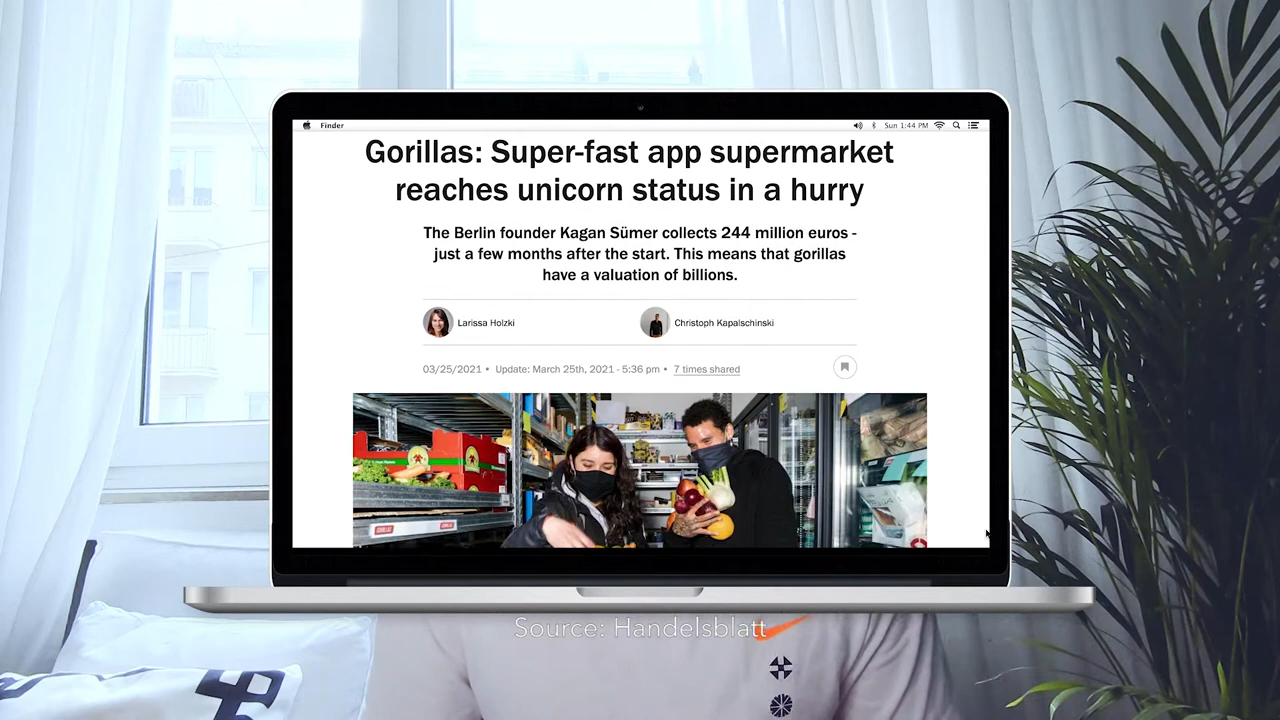 Finder
Sun 1:44 PM
Gorillas: Super-fast app supermarket
reaches unicorn status in a hurry
The Berlin founder Kagan Sümer collects 244 million euros -
just a few months after the start. This means that gorillas
have a valuation of billions.
Larissa Holzki
Christoph Kapalschinski
03/25/2021 • Update: March 25th, 2021 - 5:36 pm • 7 times shared
Source: Handelsblatt